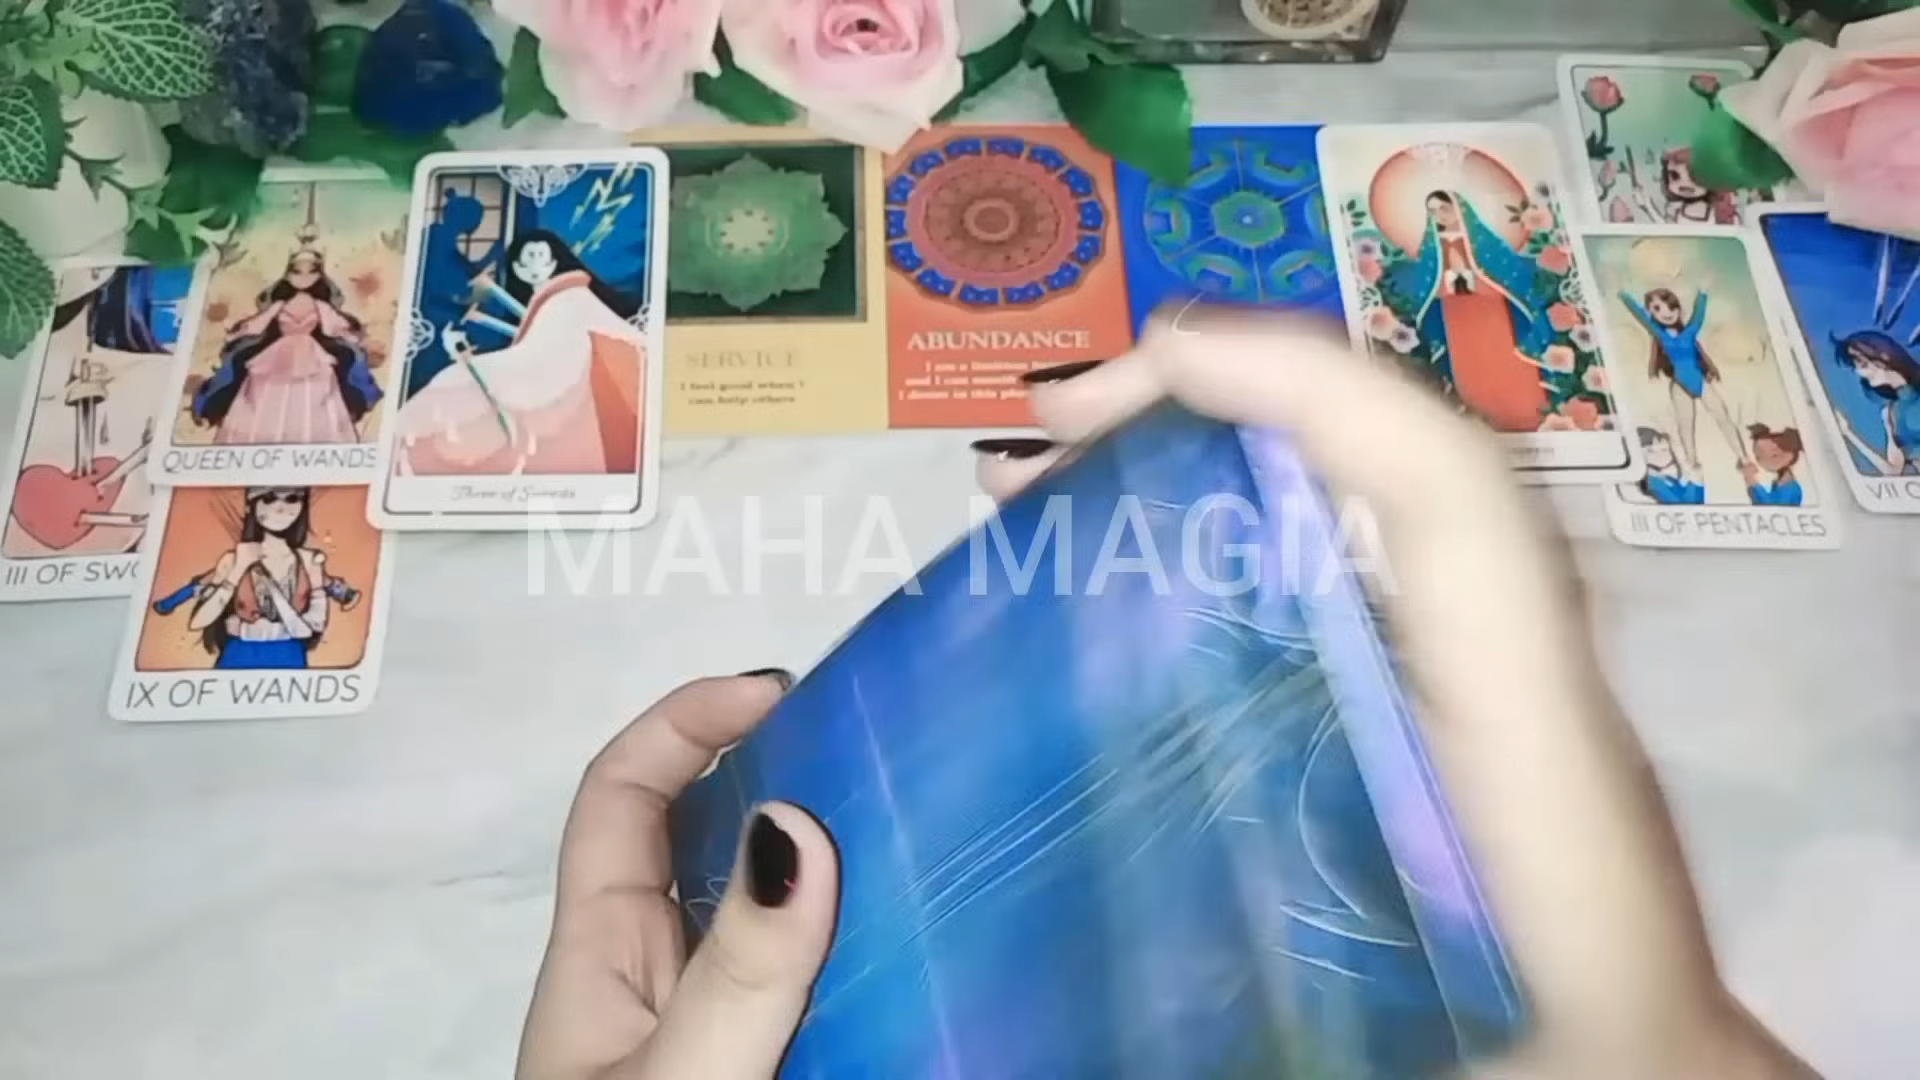 SERVICE
I feel good when I
can help others
ABUNDANCE
QUEEN OF WANDS
Three of Swords
III OF
VII
III OF PENTACLES
MAHA MAGIA
IX OF WANDS